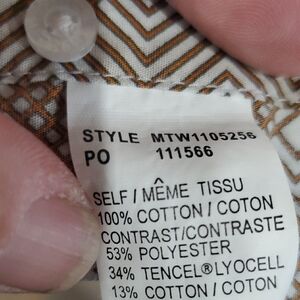 STYLE MTW1105256
PO 111566
SELF / MÊME TISSU
100% COTTON / COTON
CONTRAST/CONTRASTE
53% POLYESTER
34% TENCEL®LYOCELL
13% COTTON / COTON